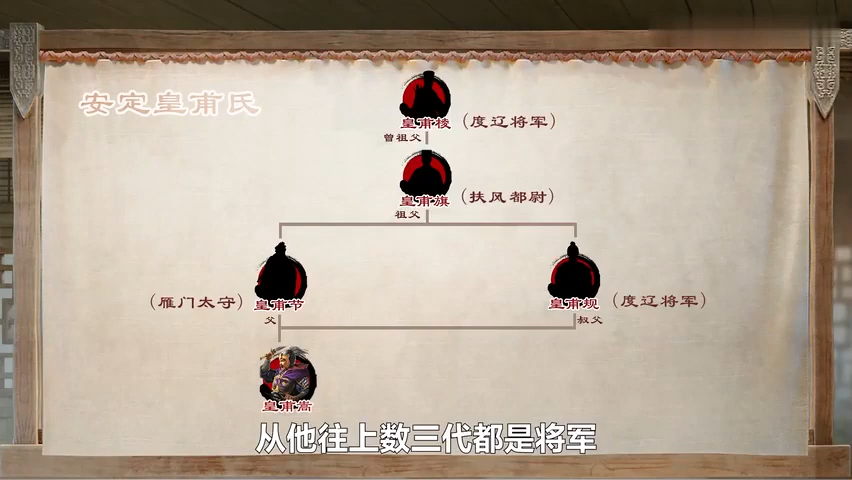 安定皇甫氏
皇甫棱（度辽将军）
曾祖父
皇甫旗（扶风都尉）
祖父
（雁门太守）皇甫节
父
皇甫规（度辽将军）
叔父
皇甫嵩
从他往上数三代都是将军